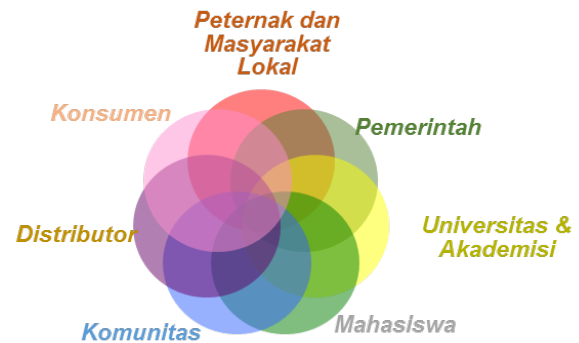 Peternak dan
Masyarakat
Lokal
Konsumen
Pemerintah
Universitas &
Akademisi
Distributor
Mahasiswa
Komunitas